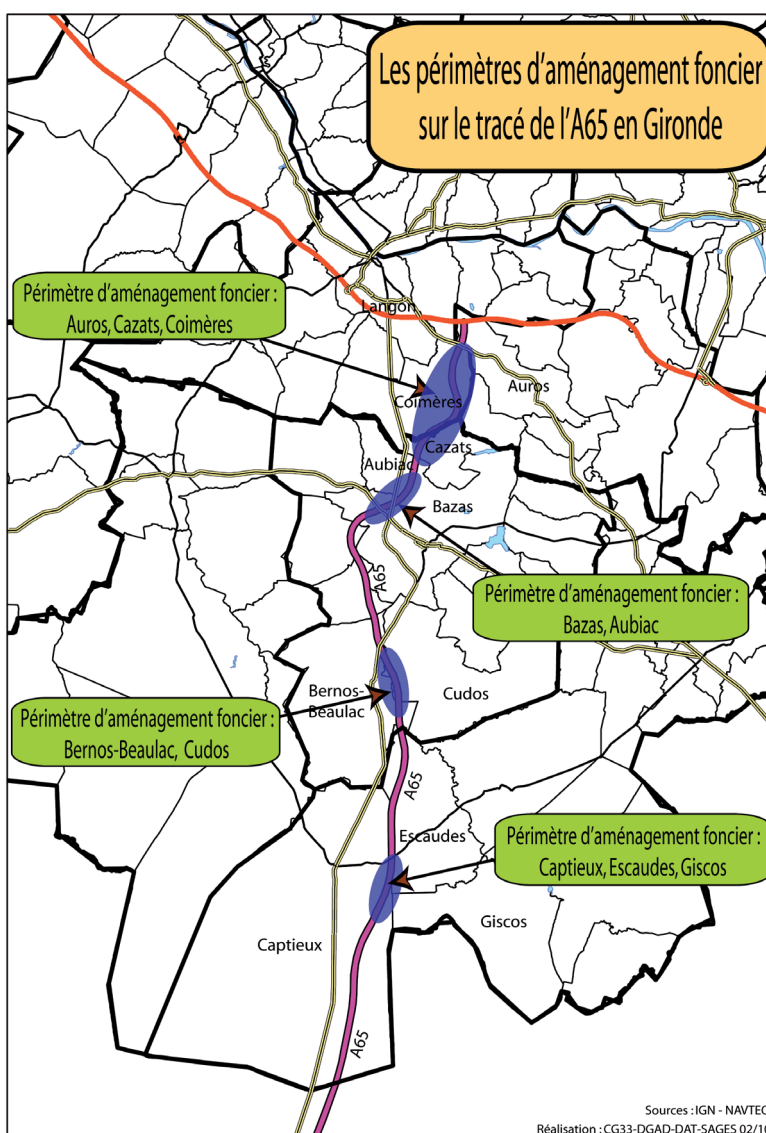 Les périmètres d'aménagement foncier
sur le tracé de l'A65 en Gironde
Périmètre d'aménagement foncier :
Auros, Cazats, Coimères
Langon
Auros
Coimères
Cazats
Aubiac
Bazas
A65
Périmètre d'aménagement foncier :
Bazas, Aubiac
Bernos-
Beaulac
Cudos
Périmètre d'aménagement foncier :
Bernos-Beaulac, Cudos
A65
Escaudes
Périmètre d'aménagement foncier :
Captieux, Escaudes, Giscos
Giscos
Captieux
A65
Sources : IGN - NAVTEQ
Réalisation : CG33-DGAD-DAT-SAGES 02/10